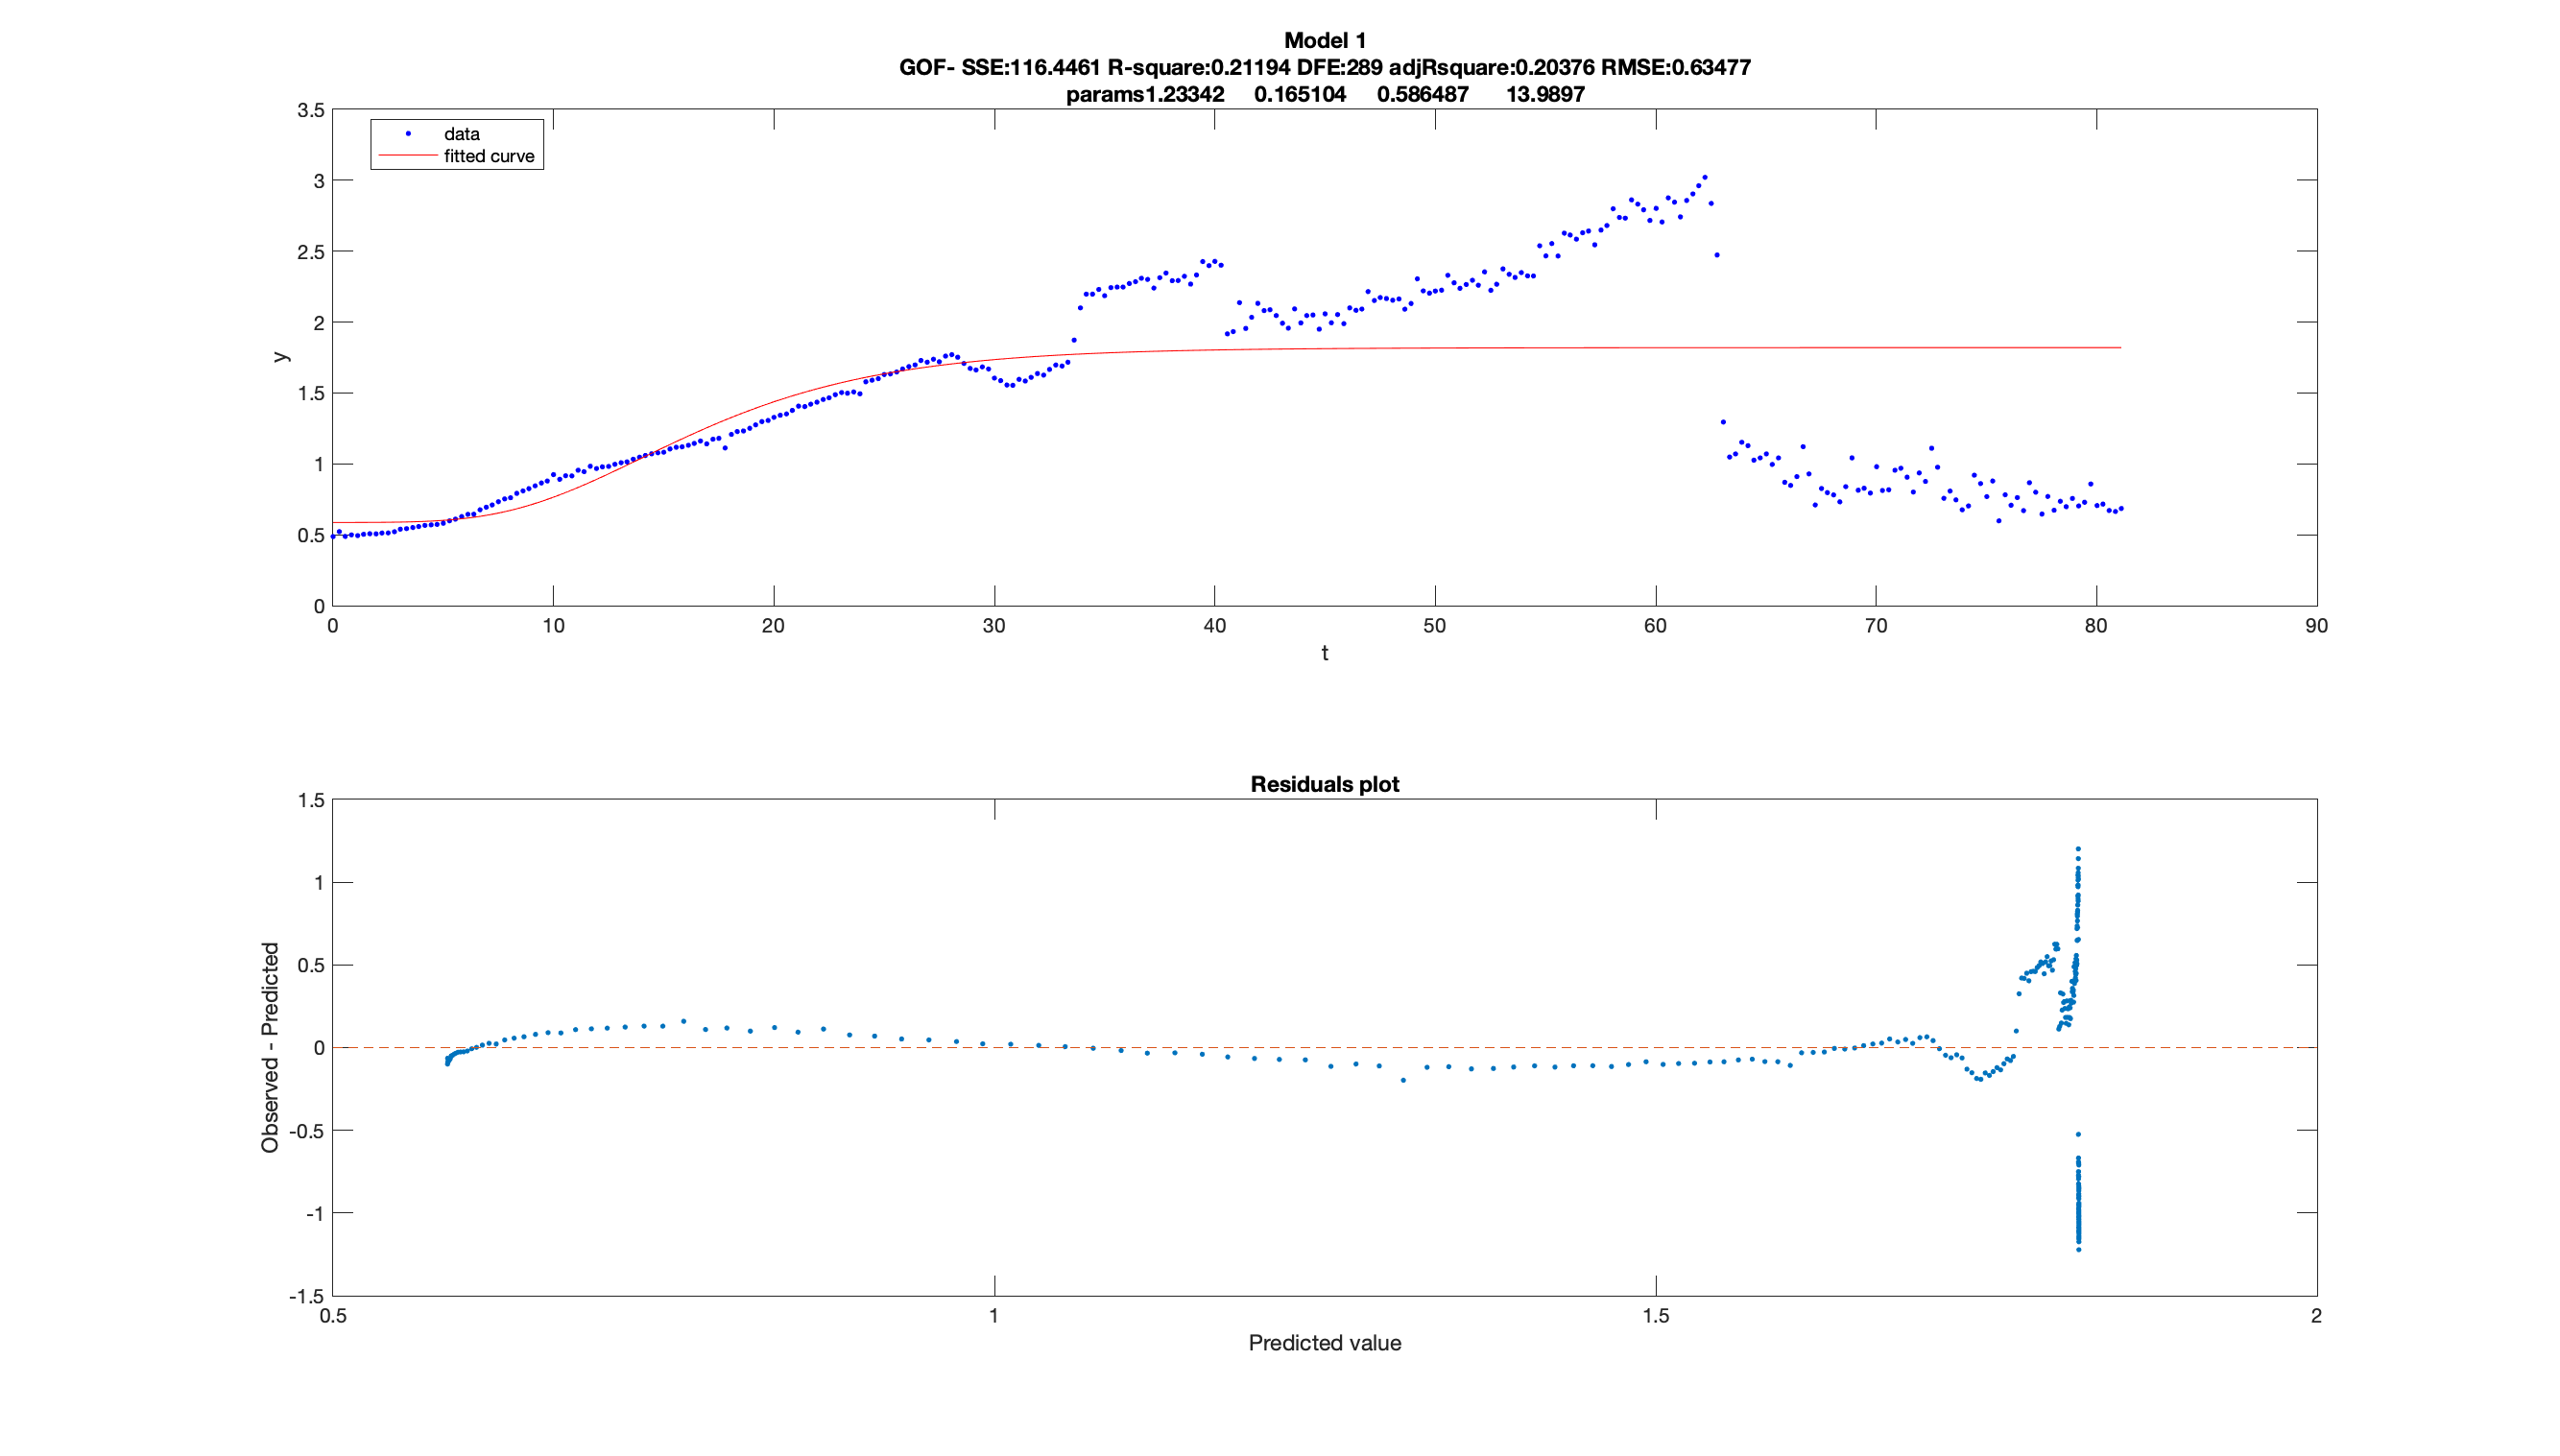 Model 1
GOF- SSE:116.4461 R-square:0.21194 DFE:289 adjRsquare:0.20376 RMSE:0.63477
params1.23342 0.165104 0.586487 13.9897
3.5
data
fitted curve
3
2.5
2
y
1.5
1
0.5
0
0 10 20 30 40 50 60 70 80 90
t
Residuals plot
1.5
1
0.5
0
Observed - Predicted
-0.5
-1
-1.5
0.5 1 1.5 2
Predicted value